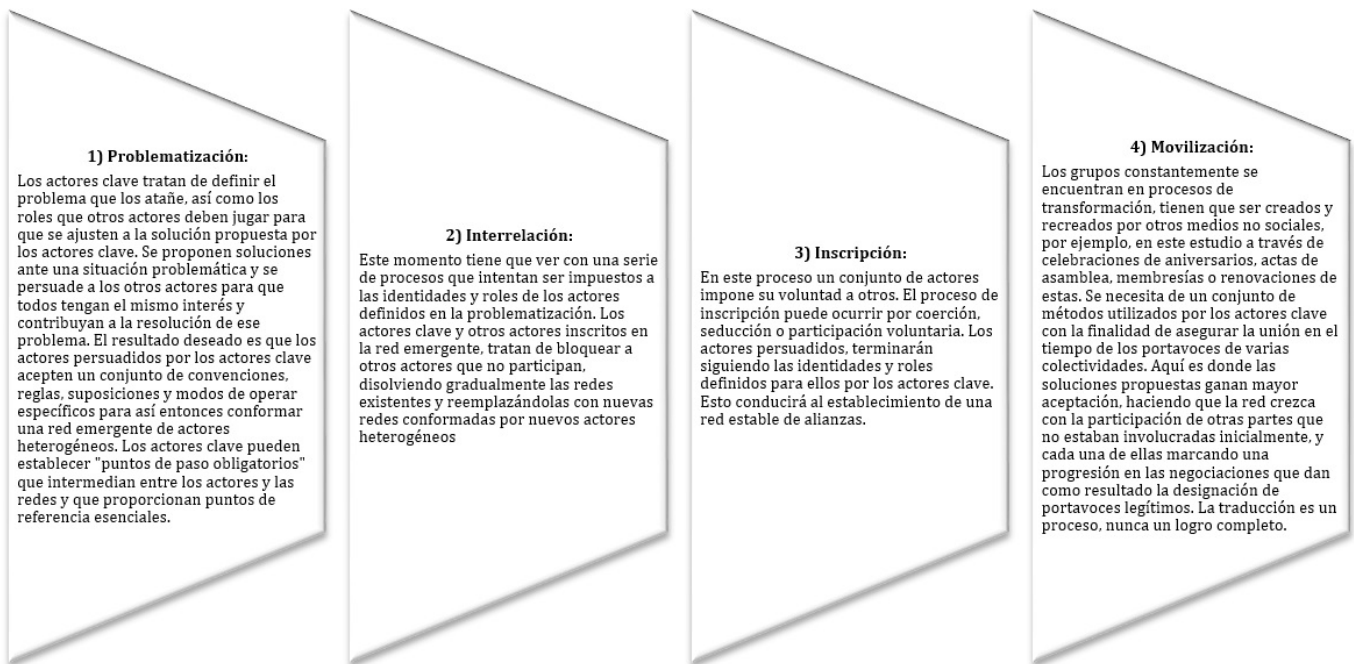 1) Problematización:
Los actores clave tratan de definir el
problema que los atañe, así como los
roles que otros actores deben jugar para
que se ajusten a la solución propuesta por
los actores clave. Se proponen soluciones
ante una situación problemática y se
persuade a los otros actores para que
todos tengan el mismo interés y
contribuyan a la resolución de ese
problema. El resultado deseado es que los
actores persuadidos por los actores clave
acepten un conjunto de convenciones,
reglas, suposiciones y modos de operar
específicos para así entonces conformar
una red emergente de actores
heterogéneos. Los actores clave pueden
establecer "puntos de paso obligatorios"
que intermedian entre los actores y las
redes y que proporcionan puntos de
referencia esenciales.
2) Interrelación:
Este momento tiene que ver con una serie
de procesos que intentan ser impuestos a
las identidades y roles de los actores
definidos en la problematización. Los
actores clave y otros actores inscritos en
la red emergente, tratan de bloquear a
otros actores que no participan,
disolviendo gradualmente las redes
existentes y reemplazándolas con nuevas
redes conformadas por nuevos actores
heterogéneos
3) Inscripción:
En este proceso un conjunto de actores
impone su voluntad a otros. El proceso de
inscripción puede ocurrir por coerción,
seducción o participación voluntaria. Los
actores persuadidos, terminarán
siguiendo las identidades y roles
definidos para ellos por los actores clave.
Esto conducirá al establecimiento de una
red estable de alianzas.
4) Movilización:
Los grupos constantemente se
encuentran en procesos de
transformación, tienen que ser creados y
recreados por otros medios no sociales,
por ejemplo, en este estudio a través de
celebraciones de aniversarios, actas de
asamblea, membresías o renovaciones de
estas. Se necesita de un conjunto de
métodos utilizados por los actores clave
con la finalidad de asegurar la unión en el
tiempo de los portavoces de varias
colectividades. Aquí es donde las
soluciones propuestas ganan mayor
aceptación, haciendo que la red crezca
con la participación de otras partes que
no estaban involucradas inicialmente, y
cada una de ellas marcando una
progresión en las negociaciones que dan
como resultado la designación de
portavoces legítimos. La traducción es un
proceso, nunca un logro completo.